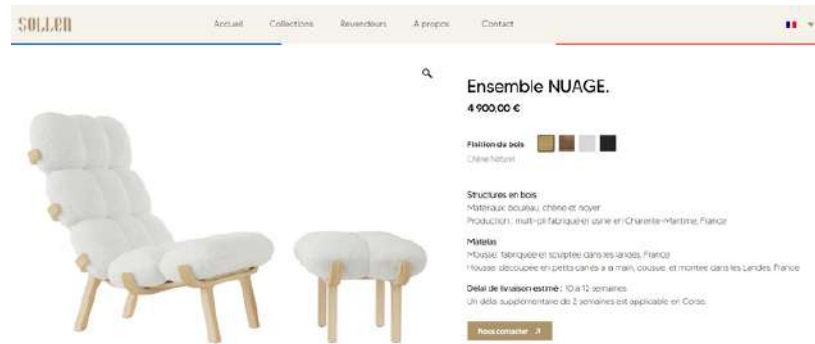 SOLLEN
Accueil Collections Revendeurs A propos Contact
Ensemble NUAGE.
4 900,00 €
Finition du bois
Chêne Naturel
Structures en bois
Matériaux: bouleau, chêne et noyer
Production : multi-pli fabriqué en usine en Charente-Maritime, France
Matelas
Mousse: fabriquée et sculptée dans les landes, France
Housse: découpée en petits carrés à la main, cousue, et montée dans les Landes, France
Délai de livraison estimé : 10 à 12 semaines
Un délai supplémentaire de 2 semaines est applicable en Corse.
Nous contacter